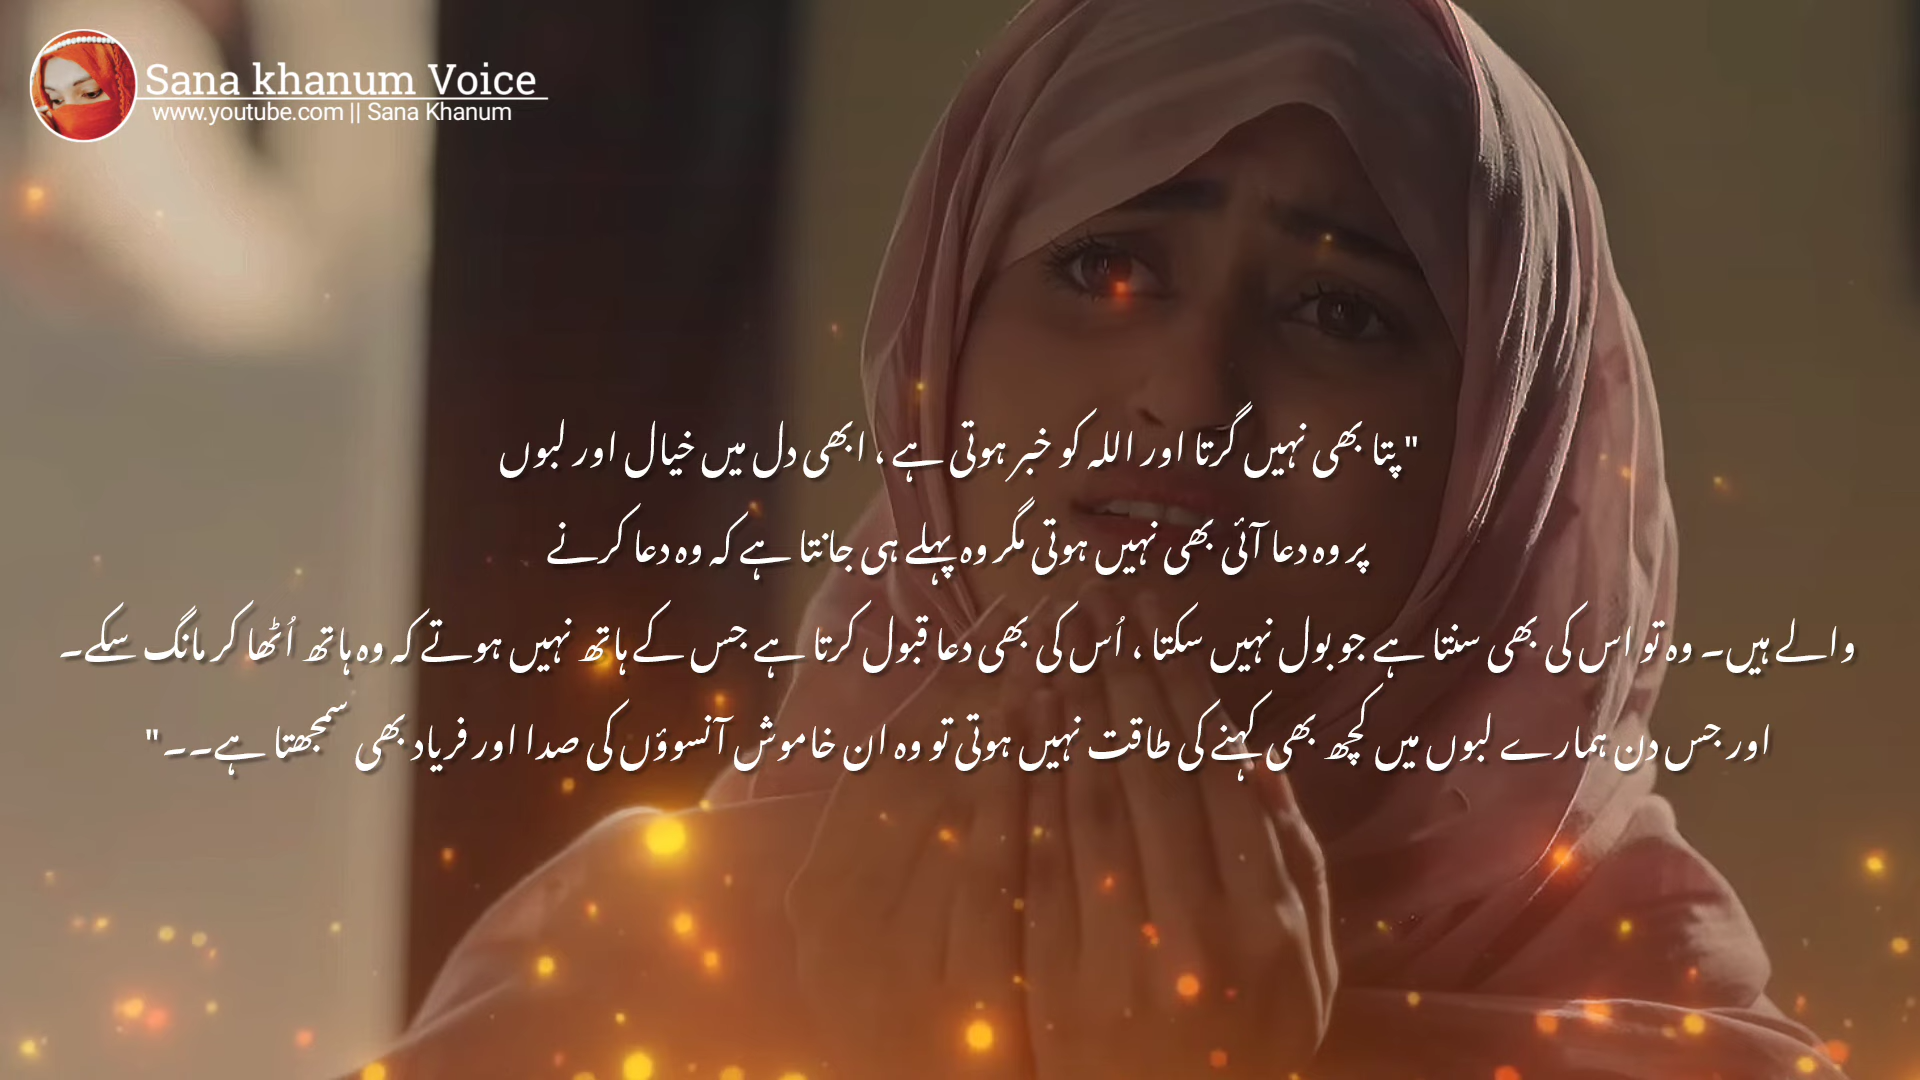 Sana khanum Voice
www.youtube.com || Sana Khanum
"پتا بھی نہیں گرتا اور اللہ کو خبر ہوتی ہے ، ابھی دل میں خیال اور لبوں
پر وہ دعا آئی بھی نہیں ہوتی مگر وہ پہلے ہی جانتا ہے کہ وہ دعا کرنے
والے ہیں۔ وہ تو اس کی بھی سنتا ہے جو بول نہیں سکتا ، اُس کی بھی دعا قبول کرتا ہے جس کے ہاتھ نہیں ہوتے کہ وہ ہاتھ اُٹھا کر مانگ سکے۔
اور جس دن ہمارے لبوں میں کچھ بھی کہنے کی طاقت نہیں ہوتی تو وہ ان خاموش آنسوؤں کی صدا اور فریاد بھی سمجھتا ہے۔۔"